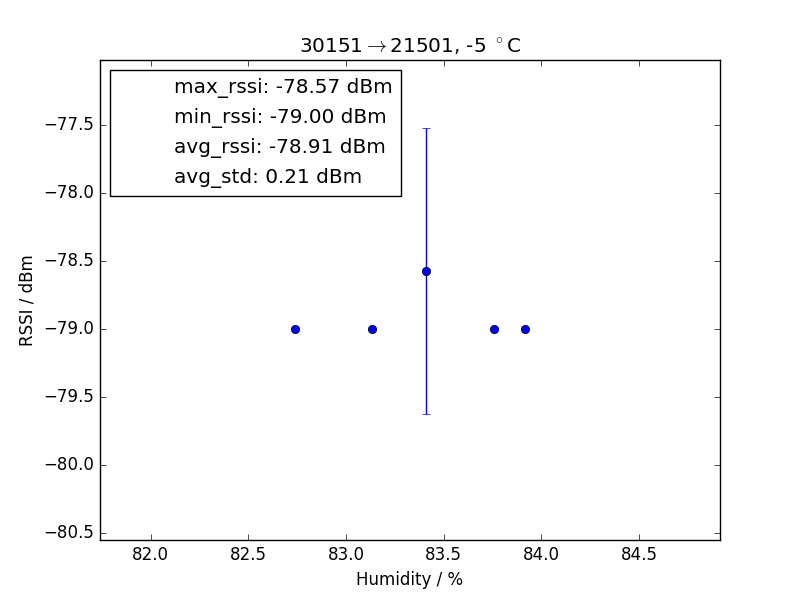 30151→21501, -5 °C
max_rssi: -78.57 dBm
min_rssi: -79.00 dBm
avg_rssi: -78.91 dBm
avg_std: 0.21 dBm
−77.5
−78.0
−78.5
−79.0
−79.5
−80.0
−80.5
RSSI / dBm
82.0 82.5 83.0 83.5 84.0 84.5
Humidity / %